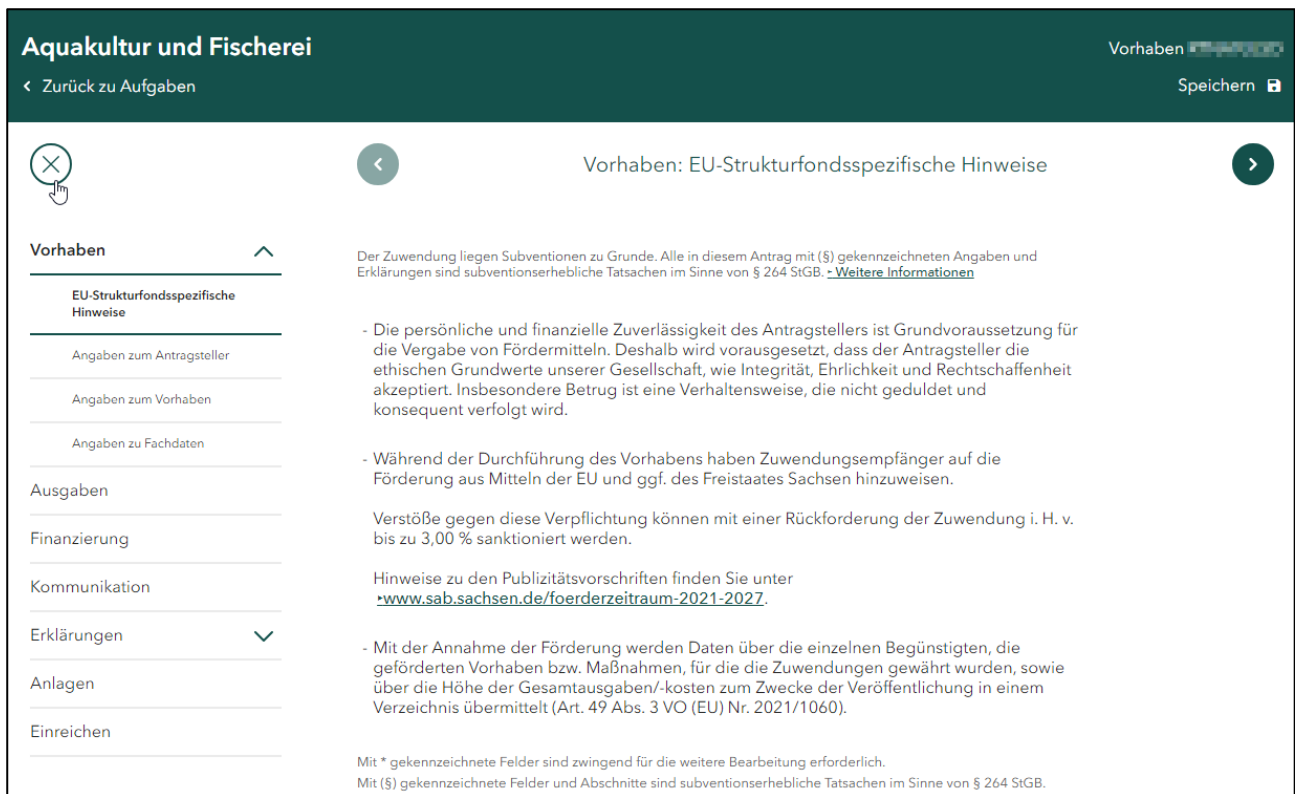 Aquakultur und Fischerei
Vorhaben
Zurück zu Aufgaben
Speichern
Vorhaben: EU-Strukturfondsspezifische Hinweise
Vorhaben
EU-Strukturfondsspezifische
Hinweise
Angaben zum Antragsteller
Angaben zum Vorhaben
Angaben zu Fachdaten
Ausgaben
Finanzierung
Kommunikation
Erklärungen
Anlagen
Einreichen
Der Zuwendung liegen Subventionen zu Grunde. Alle in diesem Antrag mit (§) gekennzeichneten Angaben und
Erklärungen sind subventionserhebliche Tatsachen im Sinne von § 264 StGB. ‣ Weitere Informationen
- Die persönliche und finanzielle Zuverlässigkeit des Antragstellers ist Grundvoraussetzung für
die Vergabe von Fördermitteln. Deshalb wird vorausgesetzt, dass der Antragsteller die
ethischen Grundwerte unserer Gesellschaft, wie Integrität, Ehrlichkeit und Rechtschaffenheit
akzeptiert. Insbesondere Betrug ist eine Verhaltensweise, die nicht geduldet und
konsequent verfolgt wird.
- Während der Durchführung des Vorhabens haben Zuwendungsempfänger auf die
Förderung aus Mitteln der EU und ggf. des Freistaates Sachsen hinzuweisen.
Verstöße gegen diese Verpflichtung können mit einer Rückforderung der Zuwendung i. H. v.
bis zu 3,00 % sanktioniert werden.
Hinweise zu den Publizitätsvorschriften finden Sie unter
‣www.sab.sachsen.de/foerderzeitraum-2021-2027.
- Mit der Annahme der Förderung werden Daten über die einzelnen Begünstigten, die
geförderten Vorhaben bzw. Maßnahmen, für die die Zuwendungen gewährt wurden, sowie
über die Höhe der Gesamtausgaben/-kosten zum Zwecke der Veröffentlichung in einem
Verzeichnis übermittelt (Art. 49 Abs. 3 VO (EU) Nr. 2021/1060).
Mit * gekennzeichnete Felder sind zwingend für die weitere Bearbeitung erforderlich.
Mit (§) gekennzeichnete Felder und Abschnitte sind subventionserhebliche Tatsachen im Sinne von § 264 StGB.